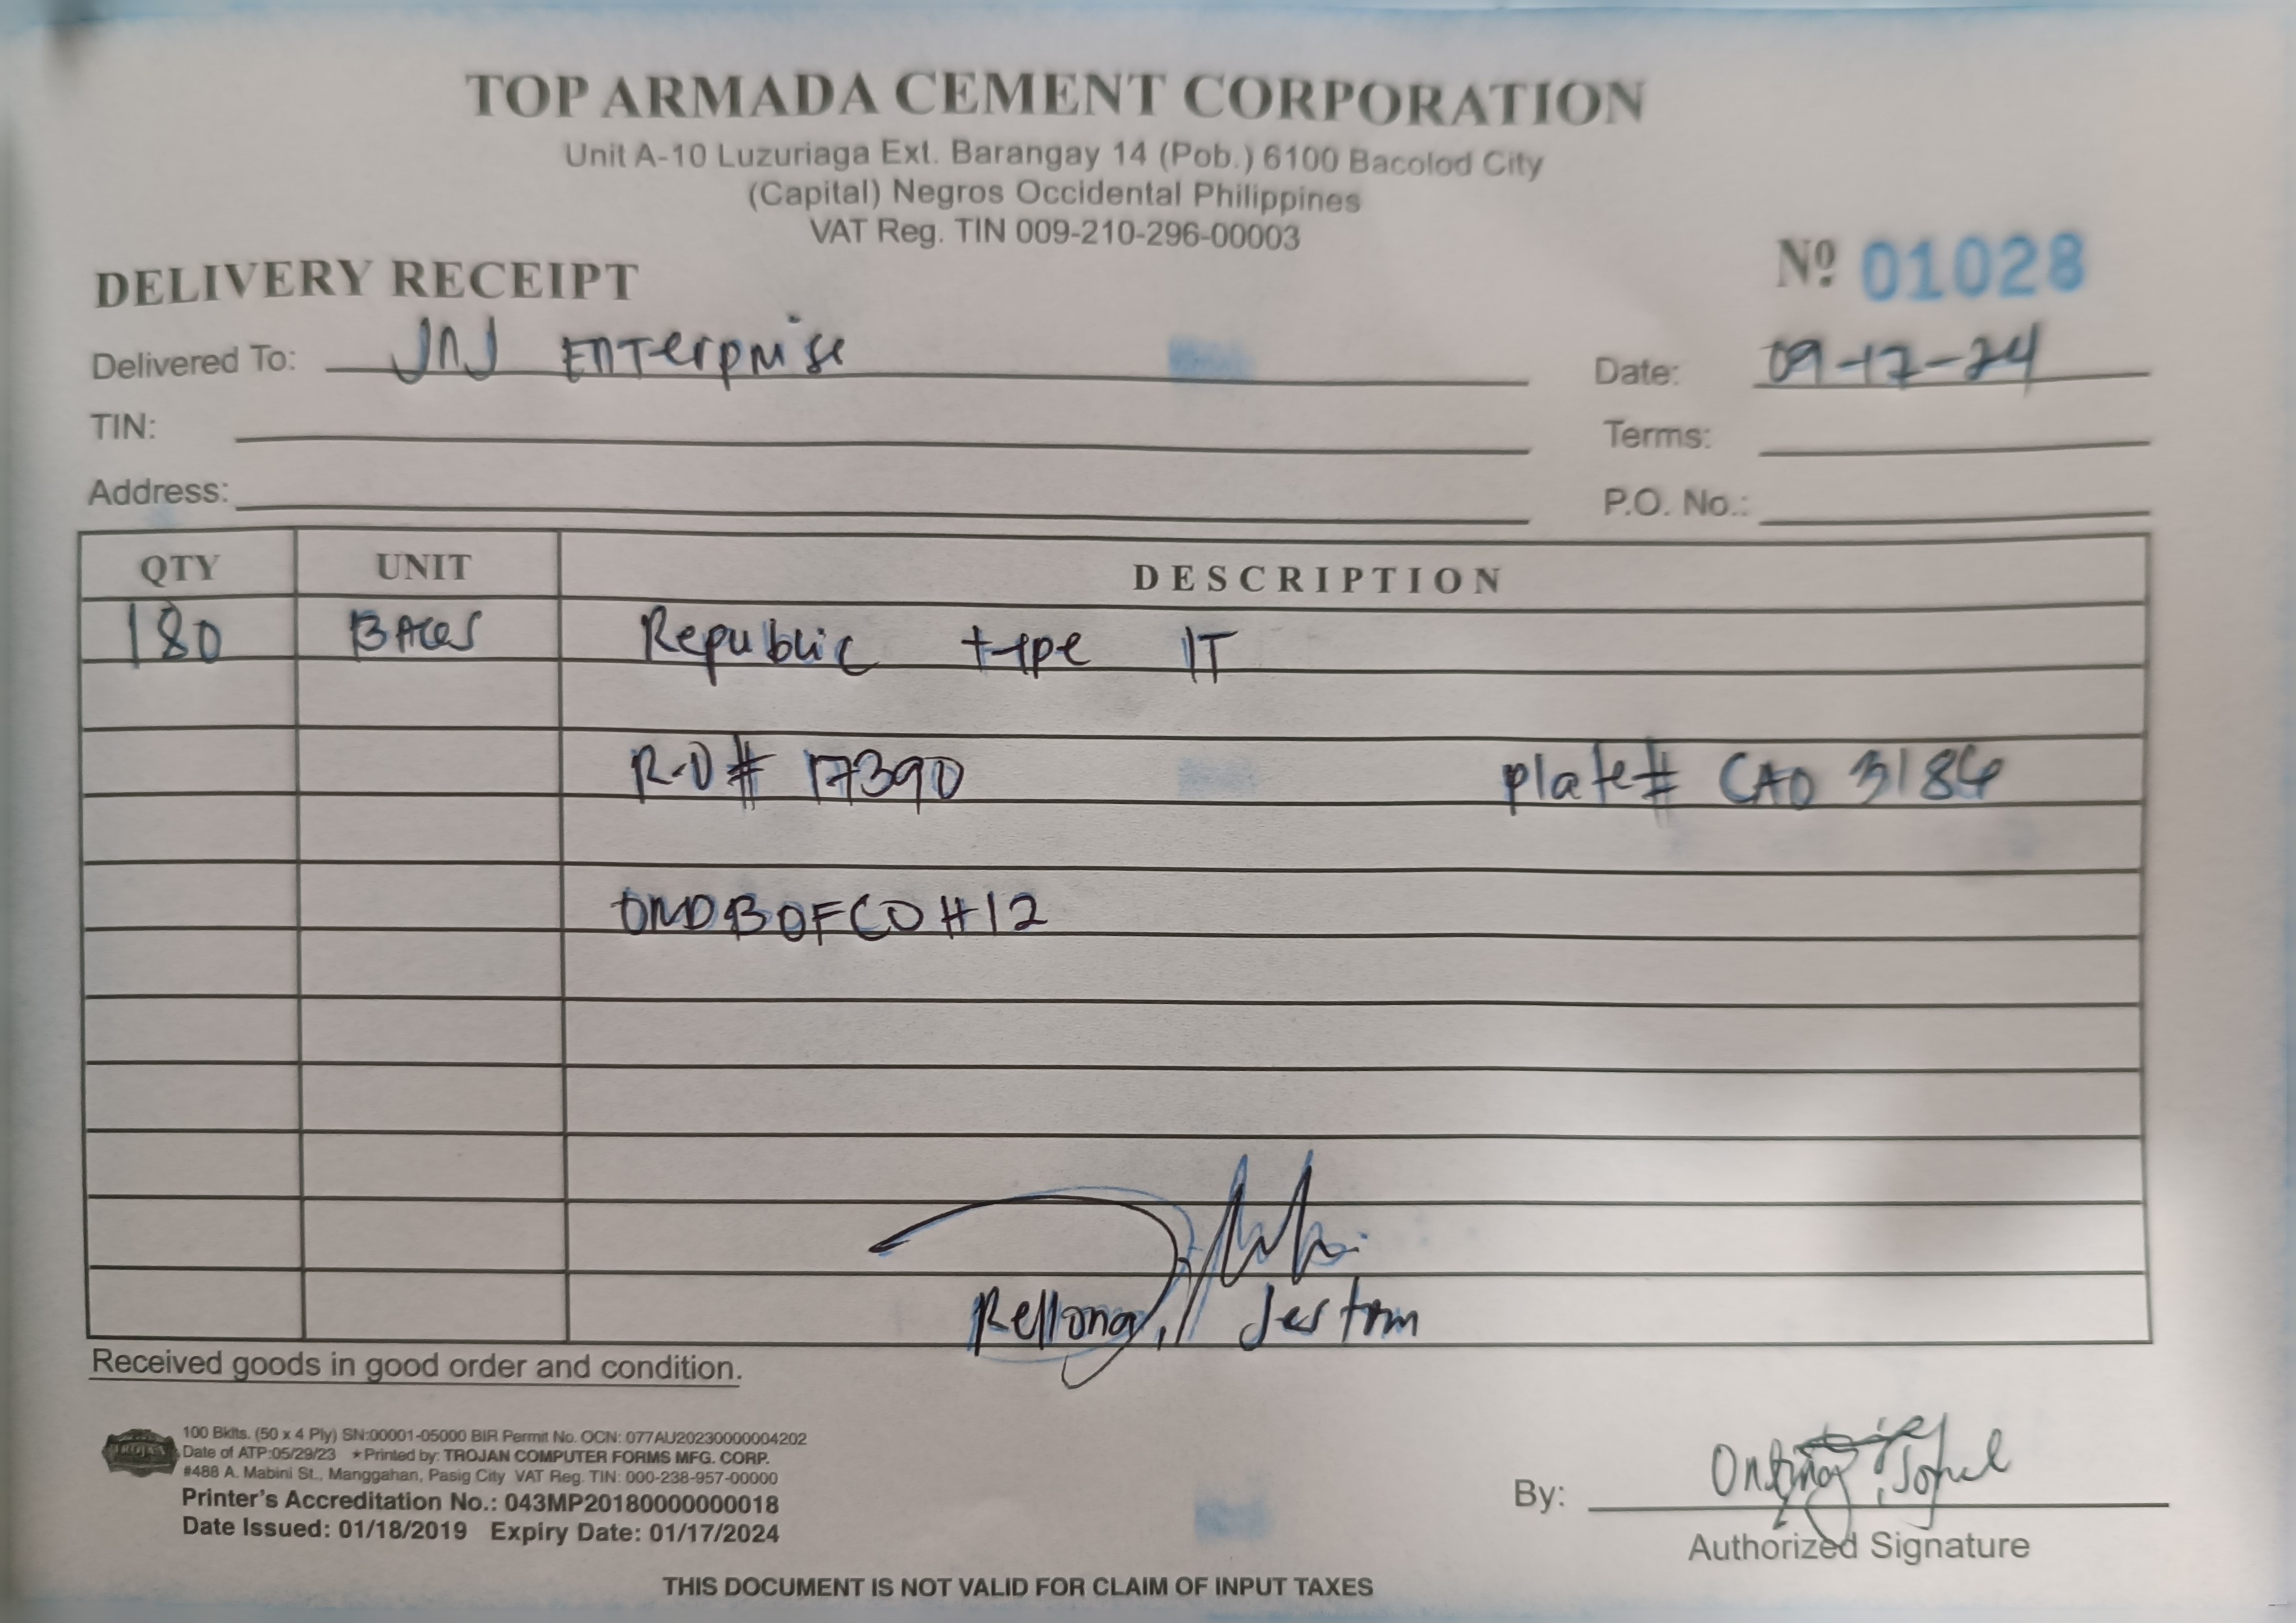 TOP ARMADA CEMENT CORPORATION
Unit A-10 Luzuriaga Ext. Barangay 14 (Pob.) 6100 Bacolod City
(Capital) Negros Occidental Philippines
VAT Reg. TIN 009-210-296-00003
DELIVERY RECEIPT
Nº 01028
Delivered To: JNJ Enterprise
Date: 09-12-24
TIN:
Terms:
Address:
P.O. No.:
QTY UNIT DESCRIPTION
180 BAGS Republic type 1T
R.O# 17390 plate# CAO 3184
OMDBOFCOH12
Rellona, Jestom
Received goods in good order and condition.
TROJAN
100 Bklts. (50 x 4 Ply) SN:00001-05000 BIR Permit No. OCN: 077AU20230000004202
Date of ATP:05/29/23 ★Printed by: TROJAN COMPUTER FORMS MFG. CORP.
#488 A. Mabini St., Manggahan, Pasig City VAT Reg. TIN: 000-238-957-00000
Printer's Accreditation No.: 043MP20180000000018
Date Issued: 01/18/2019 Expiry Date: 01/17/2024
By:
Authorized Signature
THIS DOCUMENT IS NOT VALID FOR CLAIM OF INPUT TAXES